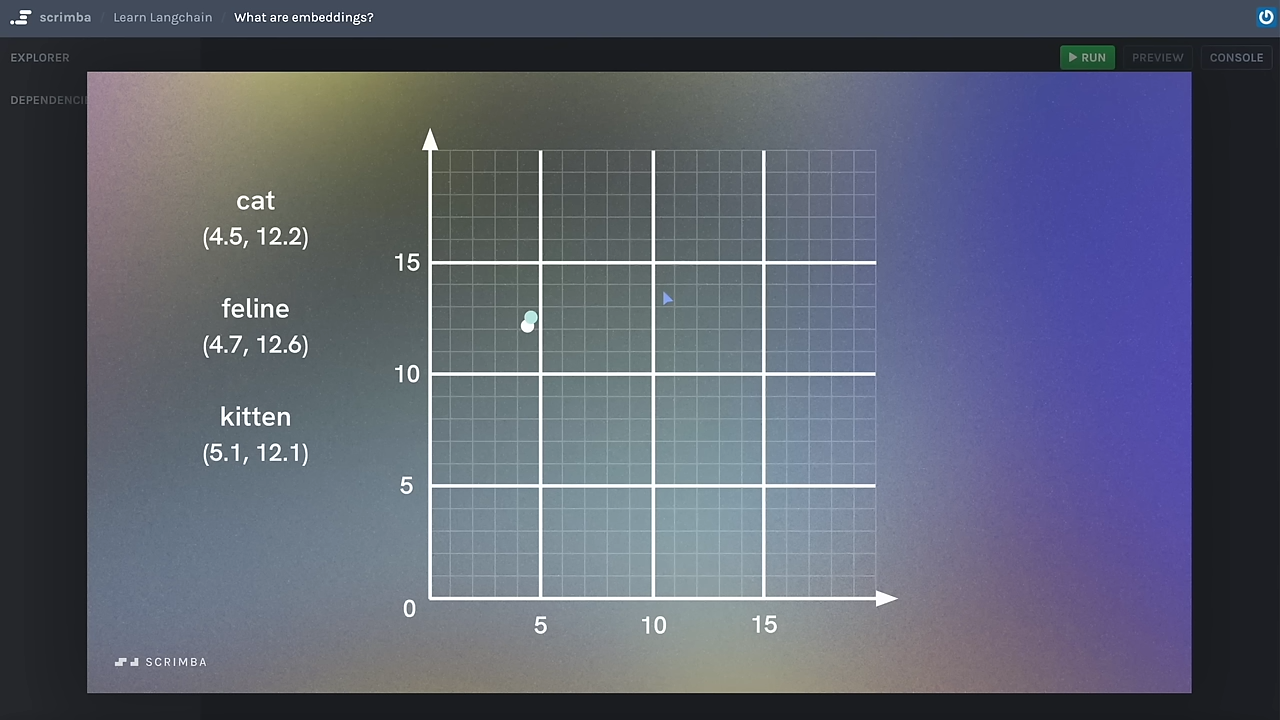 scrimba / Learn Langchain / What are embeddings?
EXPLORER
RUN
PREVIEW
CONSOLE
cat
(4.5, 12.2)
feline
(4.7, 12.6)
kitten
(5.1, 12.1)
15
10
5
0
5
10
15
SCRIMBA